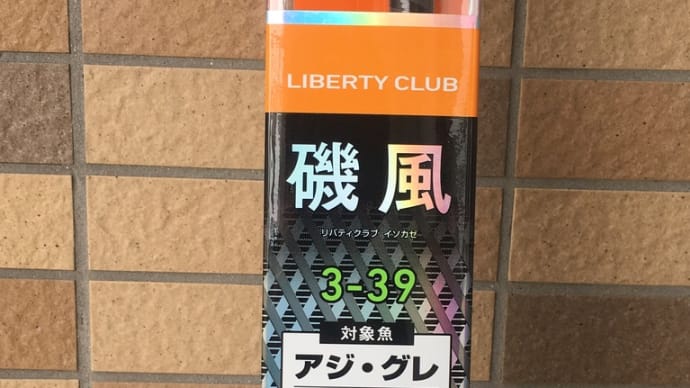 LIBERTY CLUB
磯風
リバティクラブ イソカゼ
3-39
対象魚
アジ・グレ